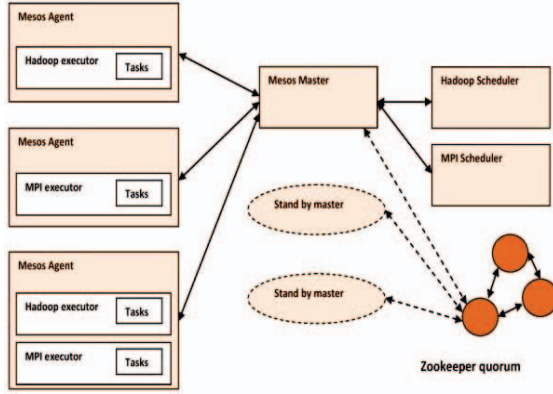 Mesos Agent
Hadoop executor
Tasks
Mesos Agent
MPI executor
Tasks
Mesos Agent
Hadoop executor
Tasks
MPI executor
Tasks
Mesos Master
Hadoop Scheduler
MPI Scheduler
Stand by master
Stand by master
Zookeeper quorum